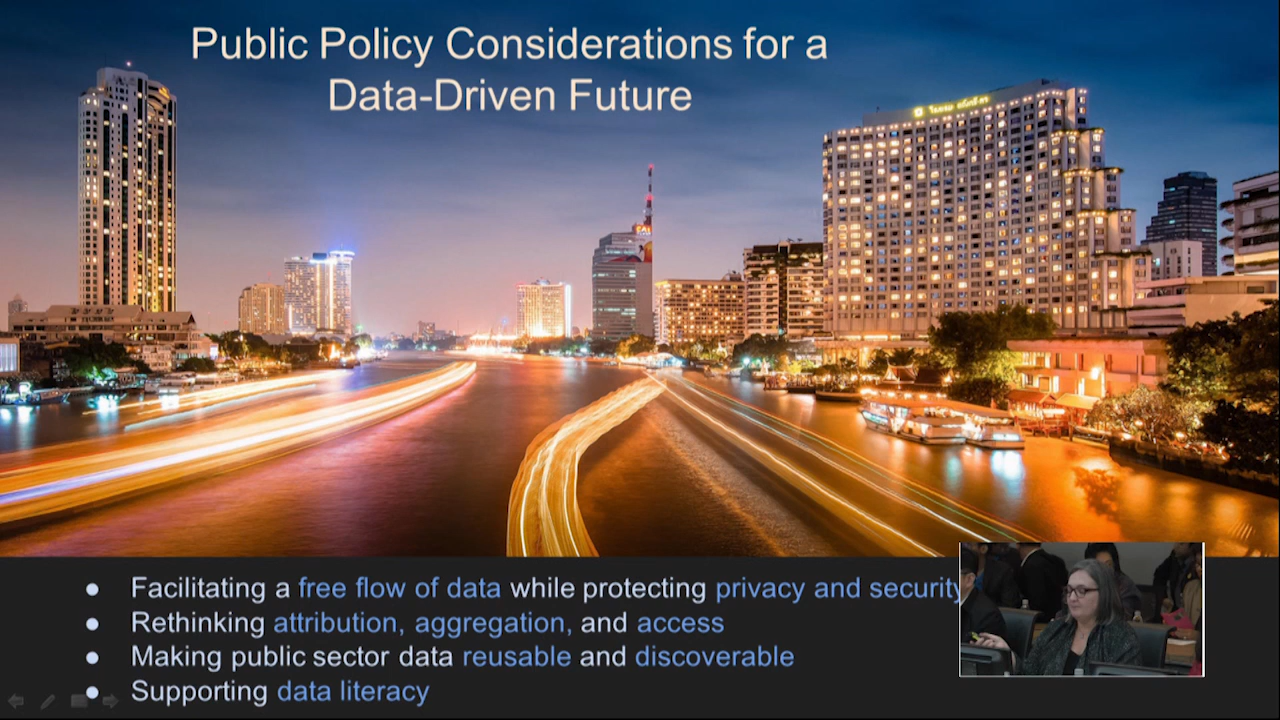 Public Policy Considerations for a
Data-Driven Future
● Facilitating a free flow of data while protecting privacy and security
● Rethinking attribution, aggregation, and access
● Making public sector data reusable and discoverable
● Supporting data literacy